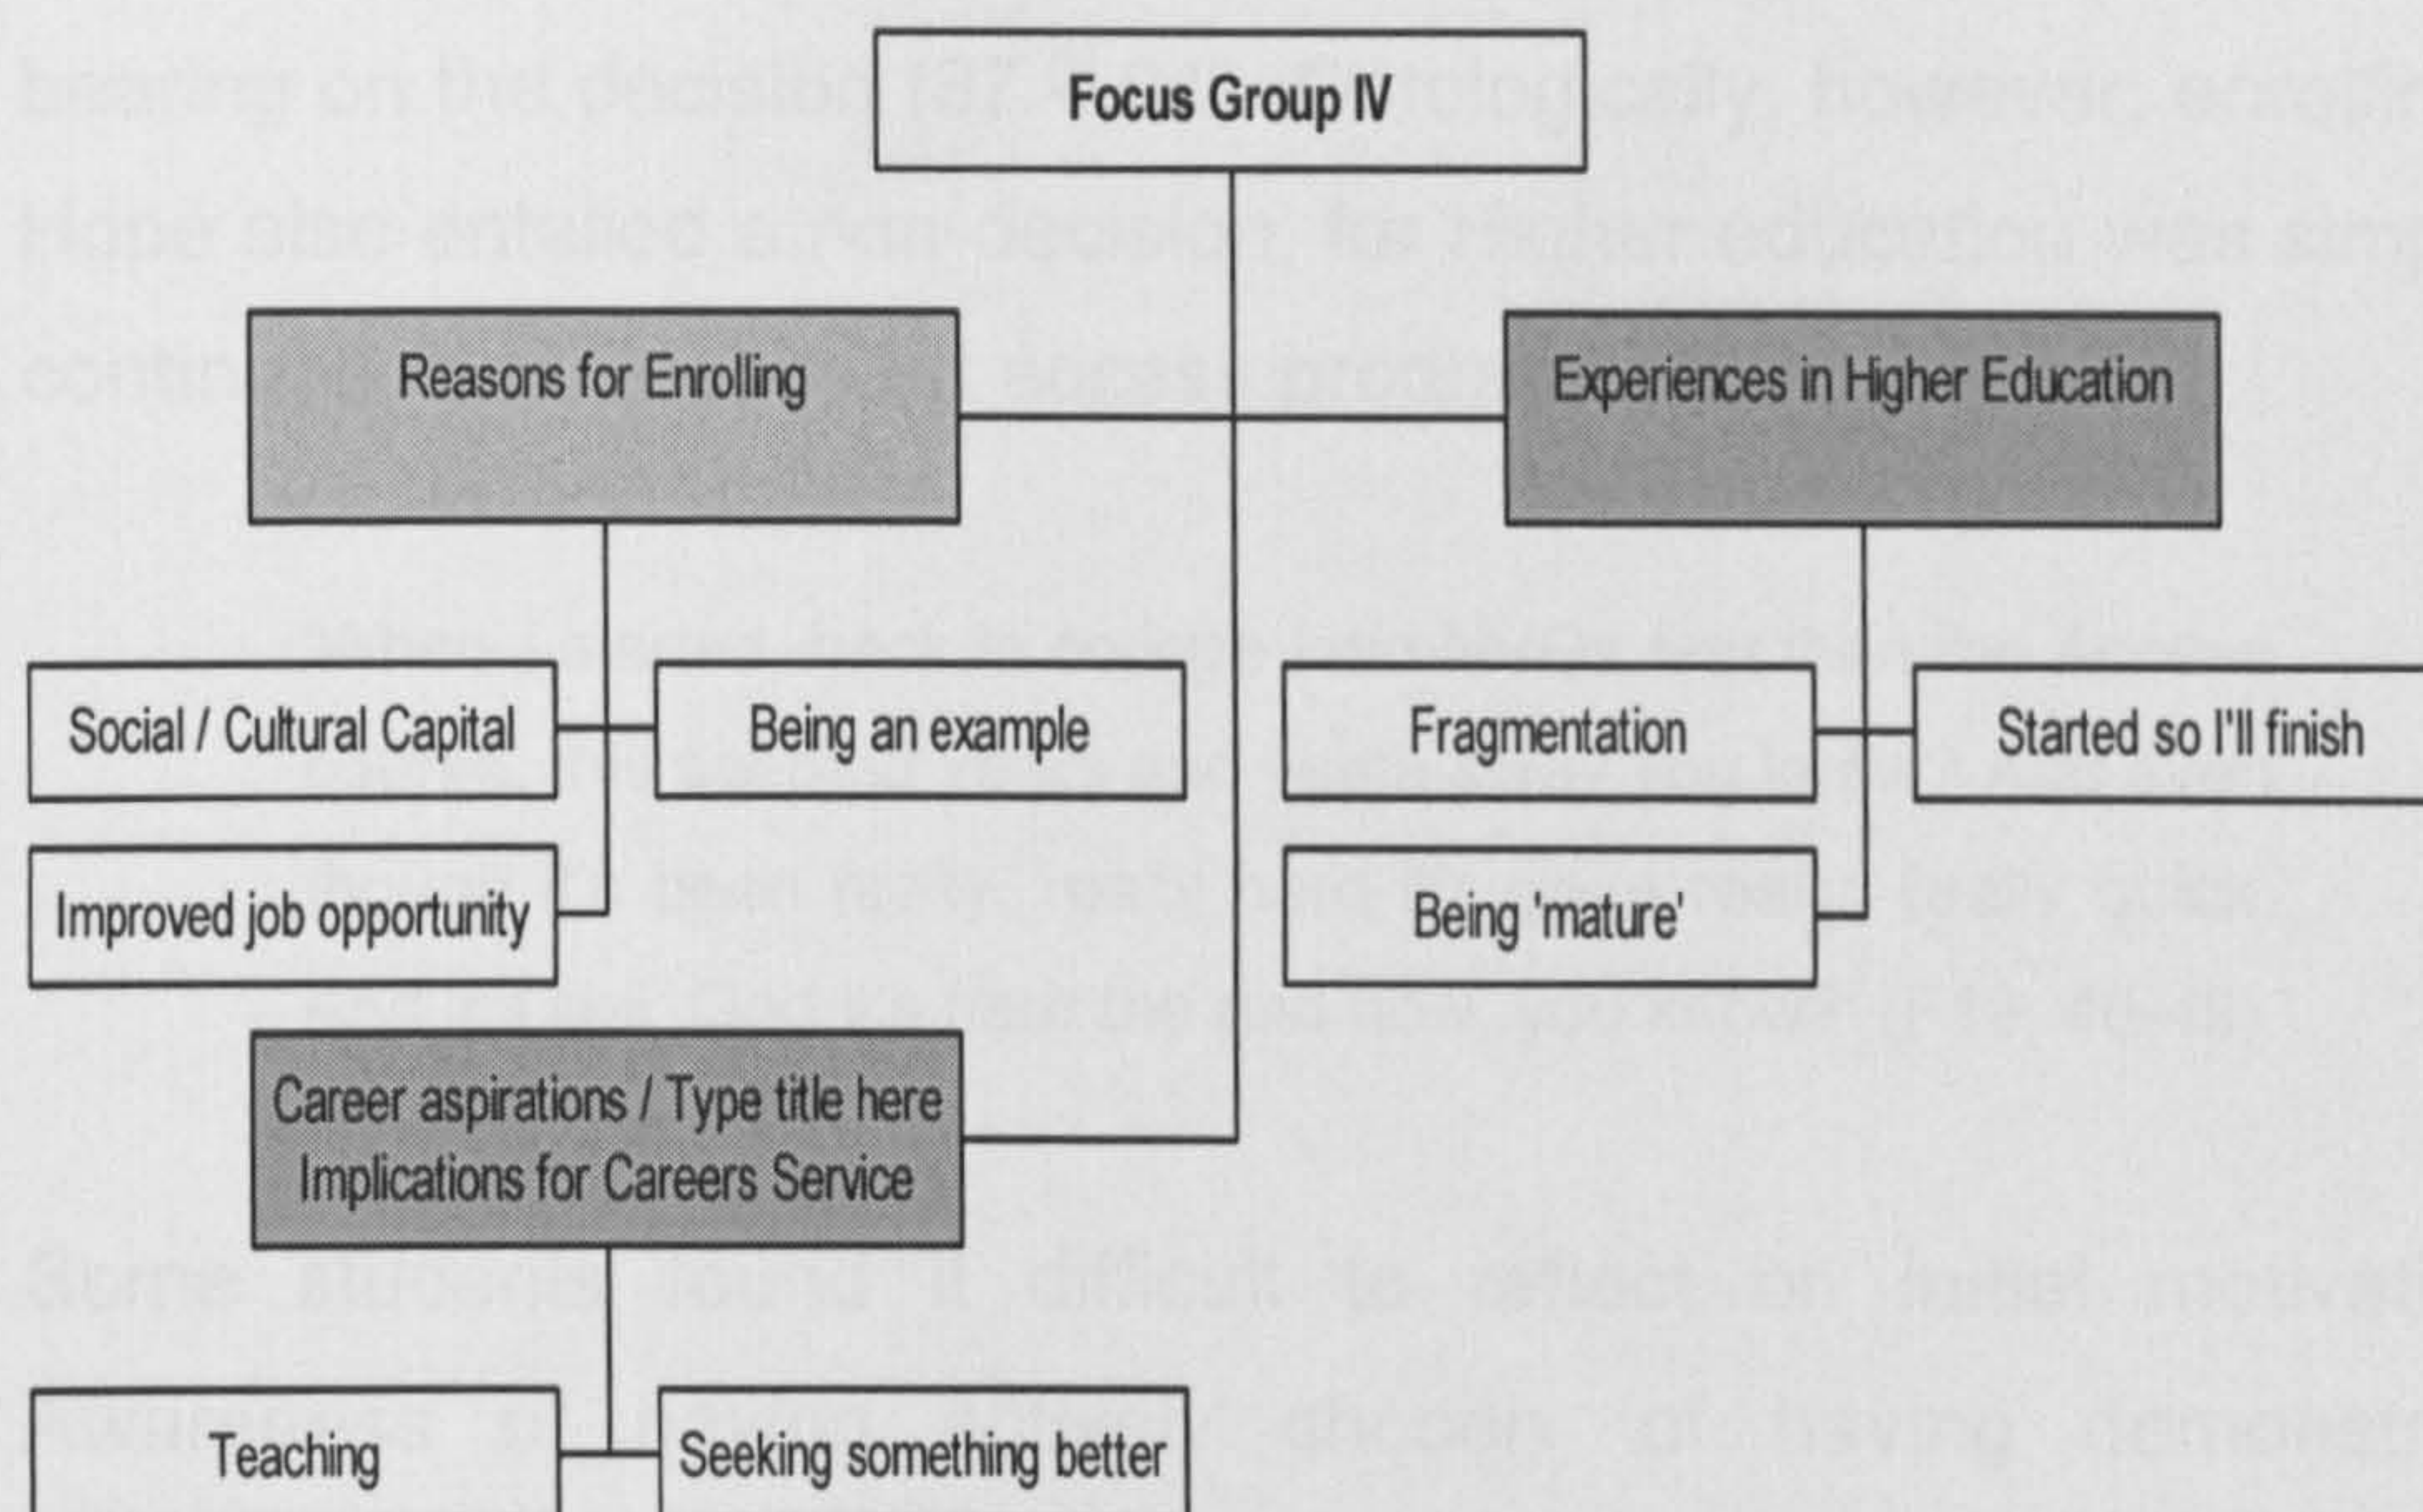 Focus Group IV
Reasons for Enrolling
Experiences in Higher Education
Social / Cultural Capital
Being an example
Fragmentation
Started so I'll finish
Improved job opportunity
Being 'mature'
Career aspirations / Type title here
Implications for Careers Service
Teaching
Seeking something better